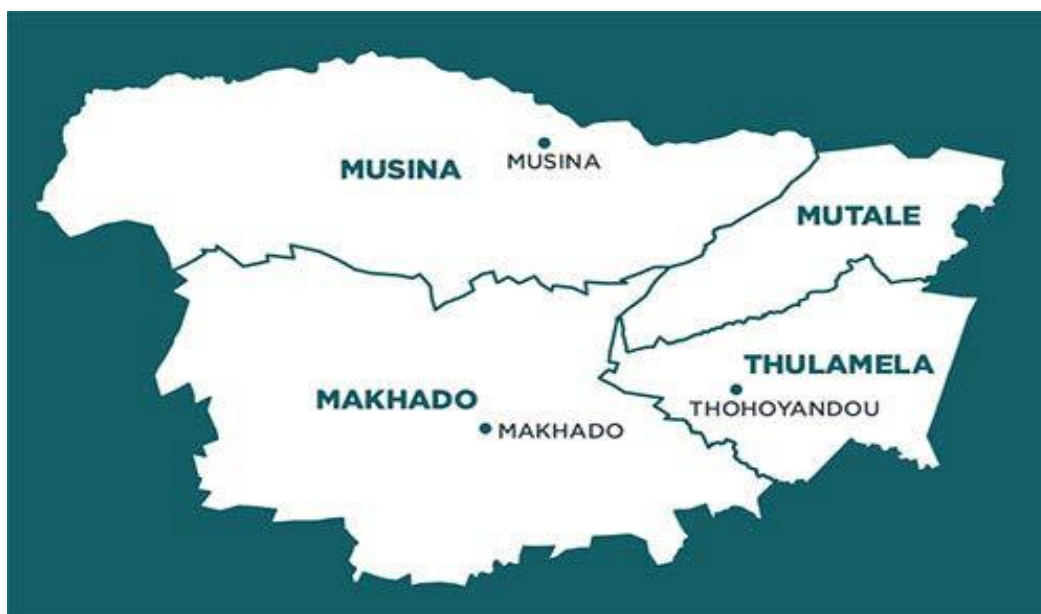 MUSINA
MUSINA
MUTALE
THULAMELA
MAKHADO
THOHOYANDOU
MAKHADO